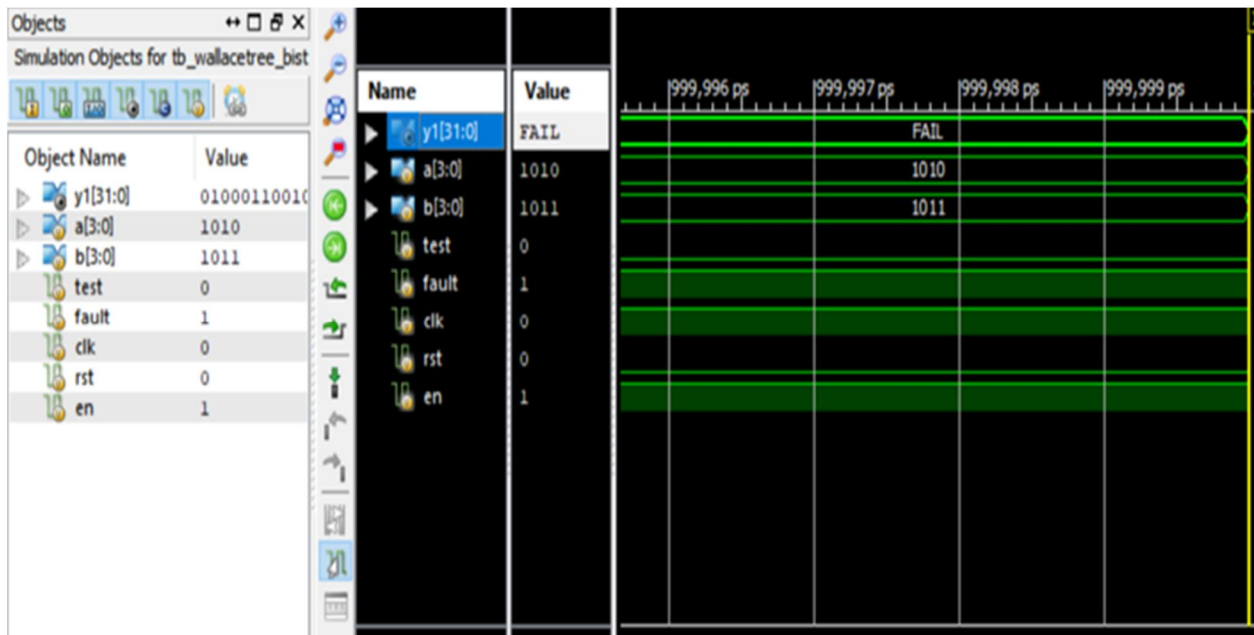 Objects
Simulation Objects for tb_wallacetree_bist
Object Name Value
y1[31:0] 01000110010
a[3:0] 1010
b[3:0] 1011
test 0
fault 1
clk 0
rst 0
en 1
Name Value
999,996 ps 999,997 ps 999,998 ps 999,999 ps
y1[31:0] FAIL FAIL
a[3:0] 1010 1010
b[3:0] 1011 1011
test 0
fault 1
clk 0
rst 0
en 1